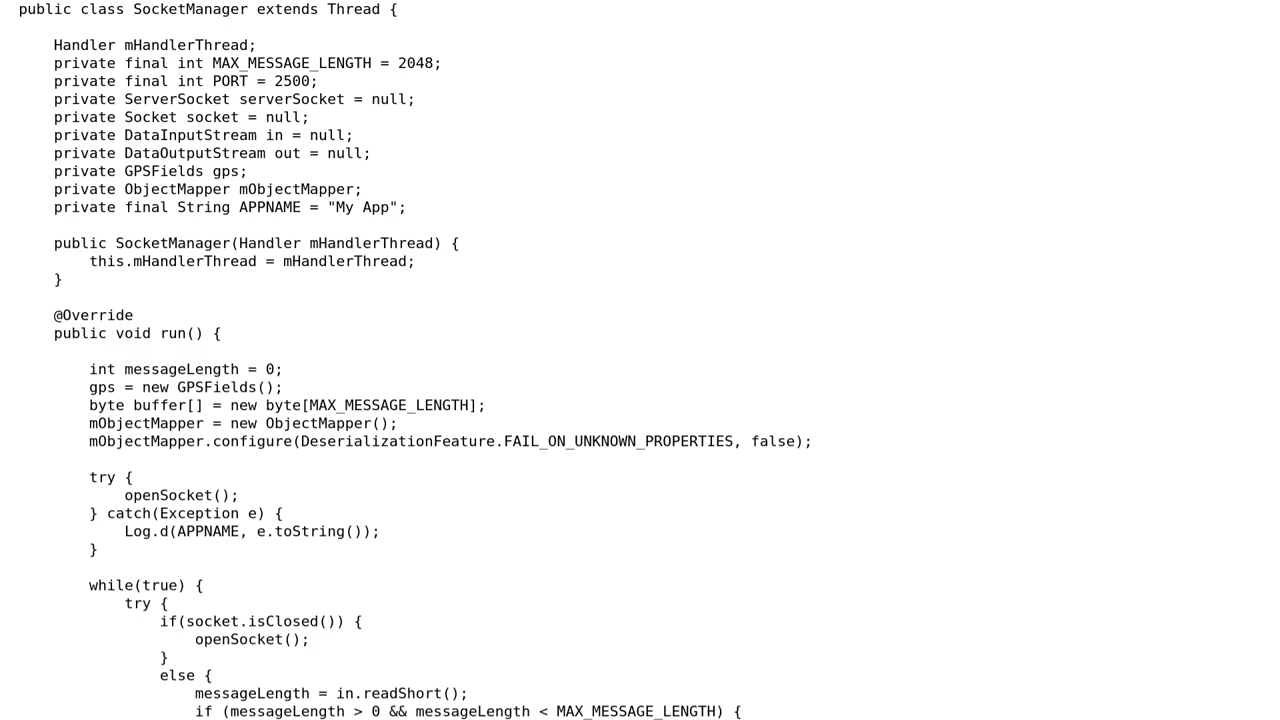 public class SocketManager extends Thread {

    Handler mHandlerThread;
    private final int MAX_MESSAGE_LENGTH = 2048;
    private final int PORT = 2500;
    private ServerSocket serverSocket = null;
    private Socket socket = null;
    private DataInputStream in = null;
    private DataOutputStream out = null;
    private GPSFields gps;
    private ObjectMapper mObjectMapper;
    private final String APPNAME = "My App";

    public SocketManager(Handler mHandlerThread) {
        this.mHandlerThread = mHandlerThread;
    }

    @Override
    public void run() {

        int messageLength = 0;
        gps = new GPSFields();
        byte buffer[] = new byte[MAX_MESSAGE_LENGTH];
        mObjectMapper = new ObjectMapper();
        mObjectMapper.configure(DeserializationFeature.FAIL_ON_UNKNOWN_PROPERTIES, false);

        try {
            openSocket();
        } catch(Exception e) {
            Log.d(APPNAME, e.toString());
        }

        while(true) {
            try {
                if(socket.isClosed()) {
                    openSocket();
                }
                else {
                    messageLength = in.readShort();
                    if (messageLength > 0 && messageLength < MAX_MESSAGE_LENGTH) {